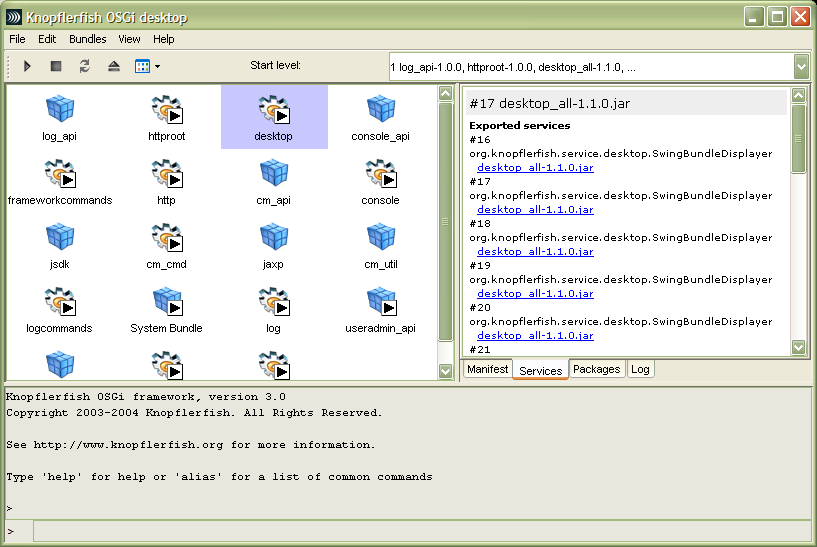 Knopflerfish OSGi desktop
File Edit Bundles View Help
Start level:
1 log_api-1.0.0, httproot-1.0.0, desktop_all-1.1.0, ...
log_api httproot desktop console_api
frameworkcommands http cm_api console
jsdk cm_cmd jaxp cm_util
logcommands System Bundle log useradmin_api
#17 desktop_all-1.1.0.jar
Exported services
#16
org.knopflerfish.service.desktop.SwingBundleDisplayer
desktop_all-1.1.0.jar
#17
org.knopflerfish.service.desktop.SwingBundleDisplayer
desktop_all-1.1.0.jar
#18
org.knopflerfish.service.desktop.SwingBundleDisplayer
desktop_all-1.1.0.jar
#19
org.knopflerfish.service.desktop.SwingBundleDisplayer
desktop_all-1.1.0.jar
#20
org.knopflerfish.service.desktop.SwingBundleDisplayer
desktop_all-1.1.0.jar
#21
Manifest Services Packages Log
Knopflerfish OSGi framework, version 3.0
Copyright 2003-2004 Knopflerfish. All Rights Reserved.
See http://www.knopflerfish.org for more information.
Type 'help' for help or 'alias' for a list of common commands
>
>